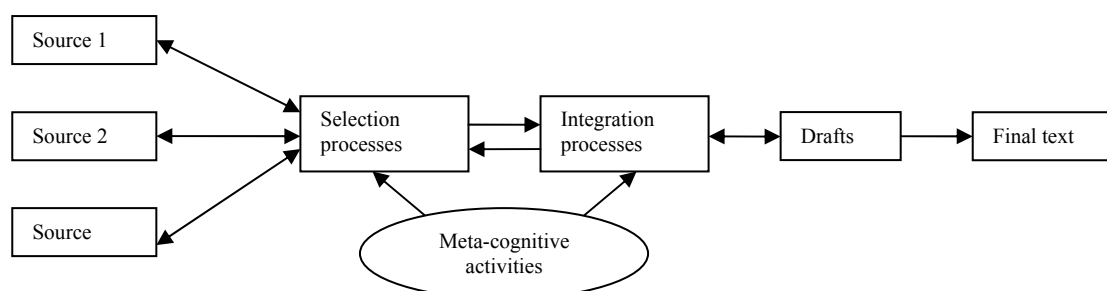 Source 1
Source 2
Source
Selection
processes
Integration
processes
Drafts
Final text
Meta-cognitive
activities